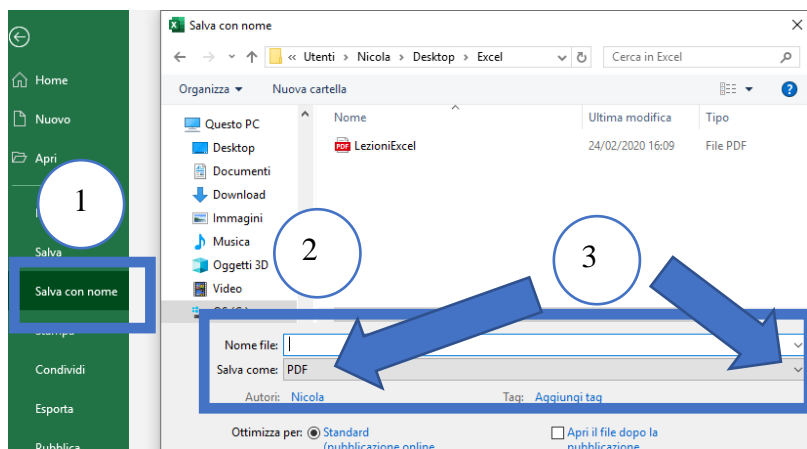 Salva con nome
« Utenti > Nicola > Desktop > Excel
Cerca in Excel
Organizza
Nuova cartella
?
Home
Nuovo
Apri
1
Salva
Salva con nome
Condividi
Esporta
Pubblica
Questo PC
Desktop
Documenti
Download
Immagini
Musica
Oggetti 3D
Video
Nome
Ultima modifica
Tipo
PDF
LezioniExcel
24/02/2020 16:09
File PDF
2
3
Nome file:
Salva come: PDF
Autori: Nicola
Tag: Aggiungi tag
Ottimizza per: Standard
(pubblicazione online
Apri il file dopo la
pubblicazione